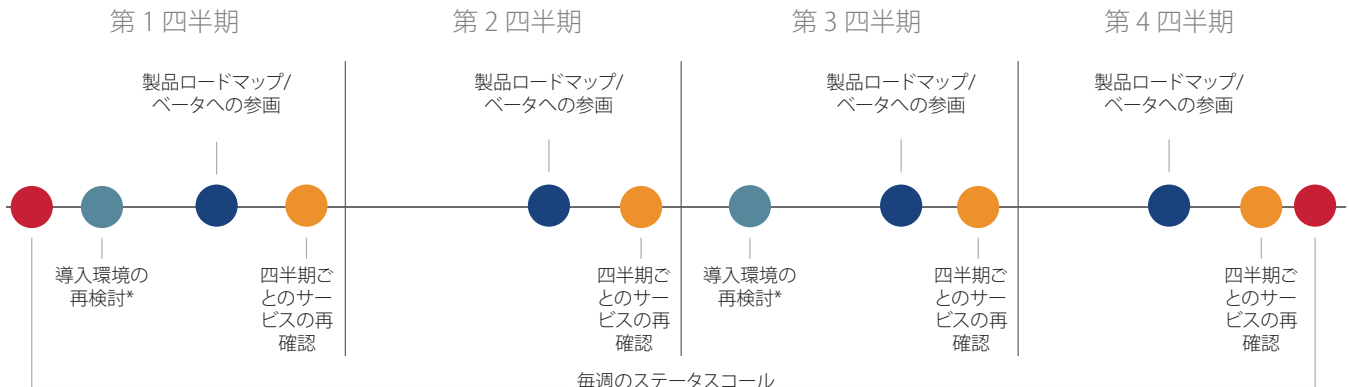 第 1 四半期
第 2 四半期
第 3 四半期
第 4 四半期
製品ロードマップ/
ベータへの参画
製品ロードマップ/
ベータへの参画
製品ロードマップ/
ベータへの参画
製品ロードマップ/
ベータへの参画
導入環境の
再検討*
四半期ご
とのサー
ビスの再
確認
四半期ご
とのサー
ビスの再
確認
導入環境の
再検討*
四半期ご
とのサー
ビスの再
確認
四半期ご
とのサー
ビスの再
確認
毎週のステータスコール